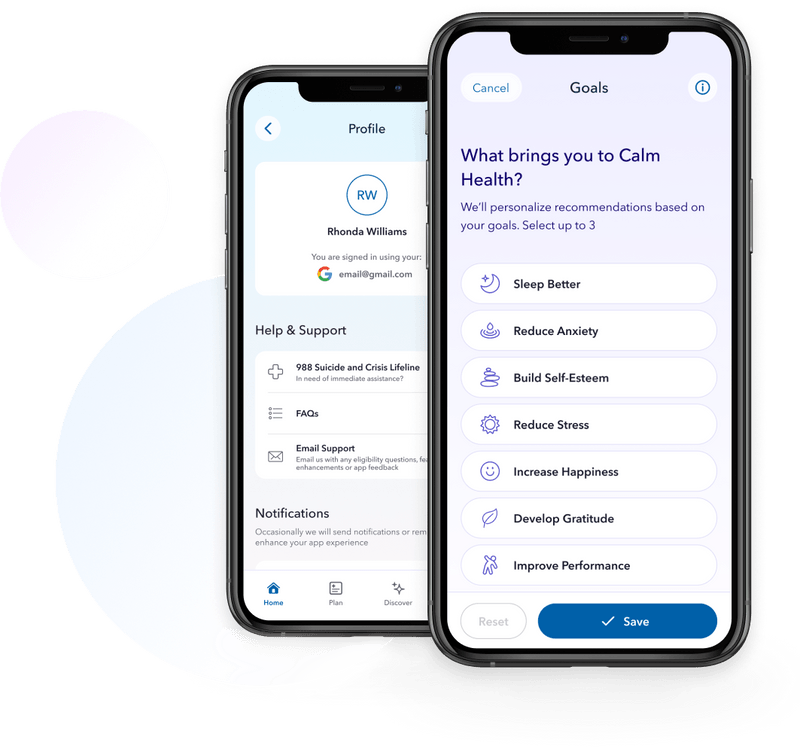 Profile
RW
Rhonda Williams
You are signed in using your:
email@gmail.com
Help & Support
988 Suicide and Crisis Lifeline
In need of immediate assistance?
FAQs
Email Support
Email us with any eligibility questions,
enhancements or app feedback
Notifications
Occasionally we will send notifications or
enhance your app experience
Home
Plan
Discover
Cancel
Goals
What brings you to Calm
Health?
We'll personalize recommendations based on
your goals. Select up to 3
Sleep Better
Reduce Anxiety
Build Self-Esteem
Reduce Stress
Increase Happiness
Develop Gratitude
Improve Performance
Reset
Save